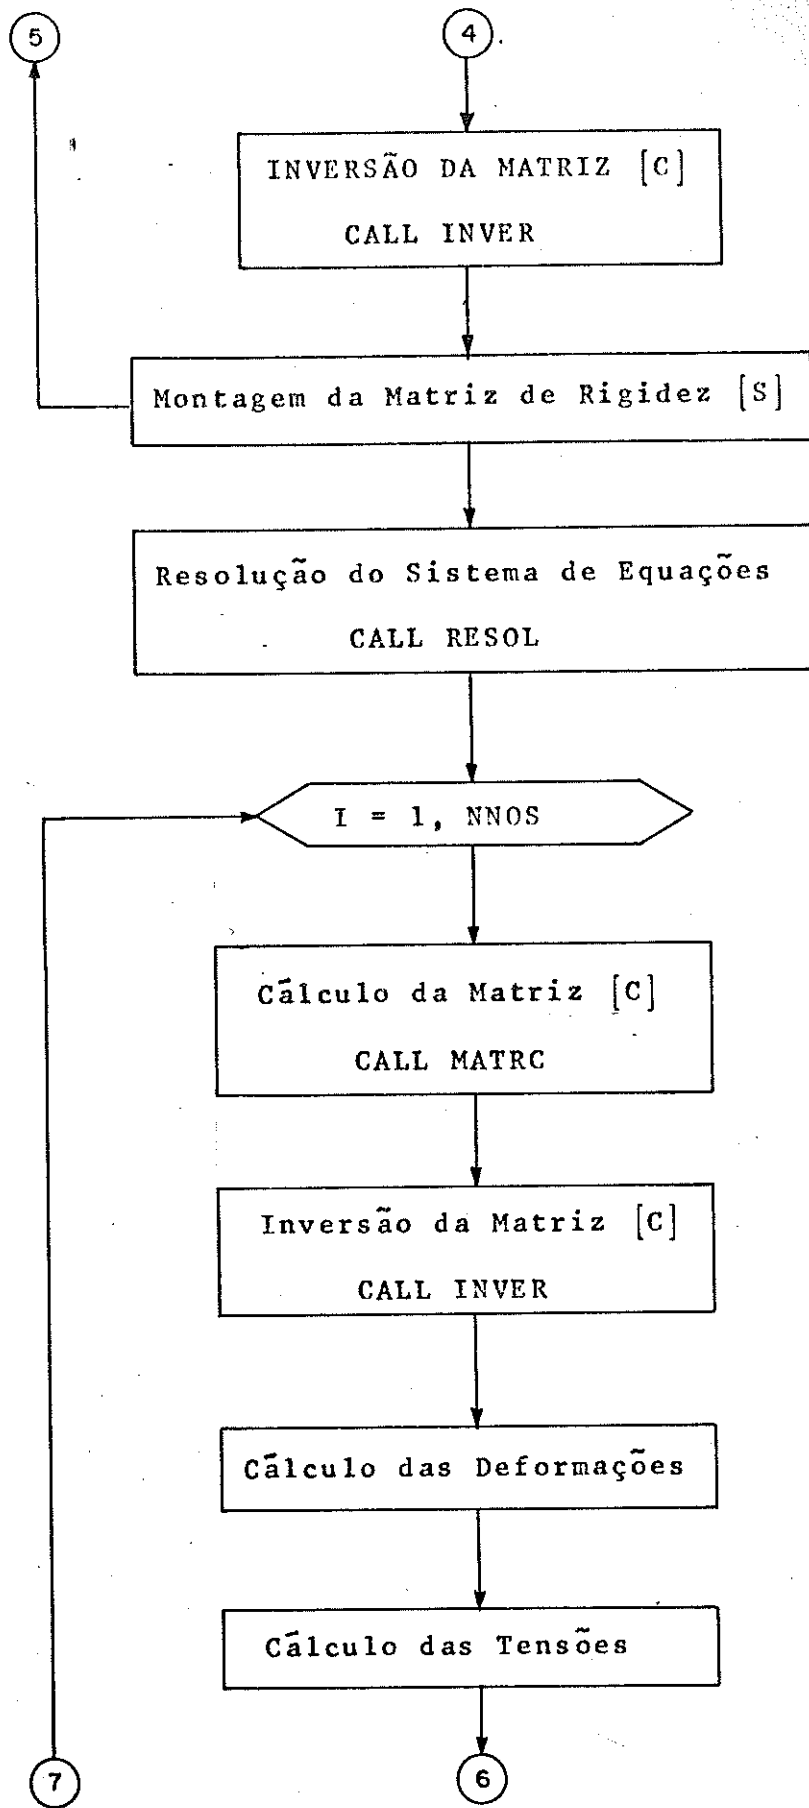 5
4
INVERSÃO DA MATRIZ [C]
CALL INVER
Montagem da Matriz de Rigidez [S]
Resolução do Sistema de Equações
CALL RESOL
I = 1, NNOS
Cálculo da Matriz [C]
CALL MATRC
Inversão da Matriz [C]
CALL INVER
Cálculo das Deformações
Cálculo das Tensões
7
6